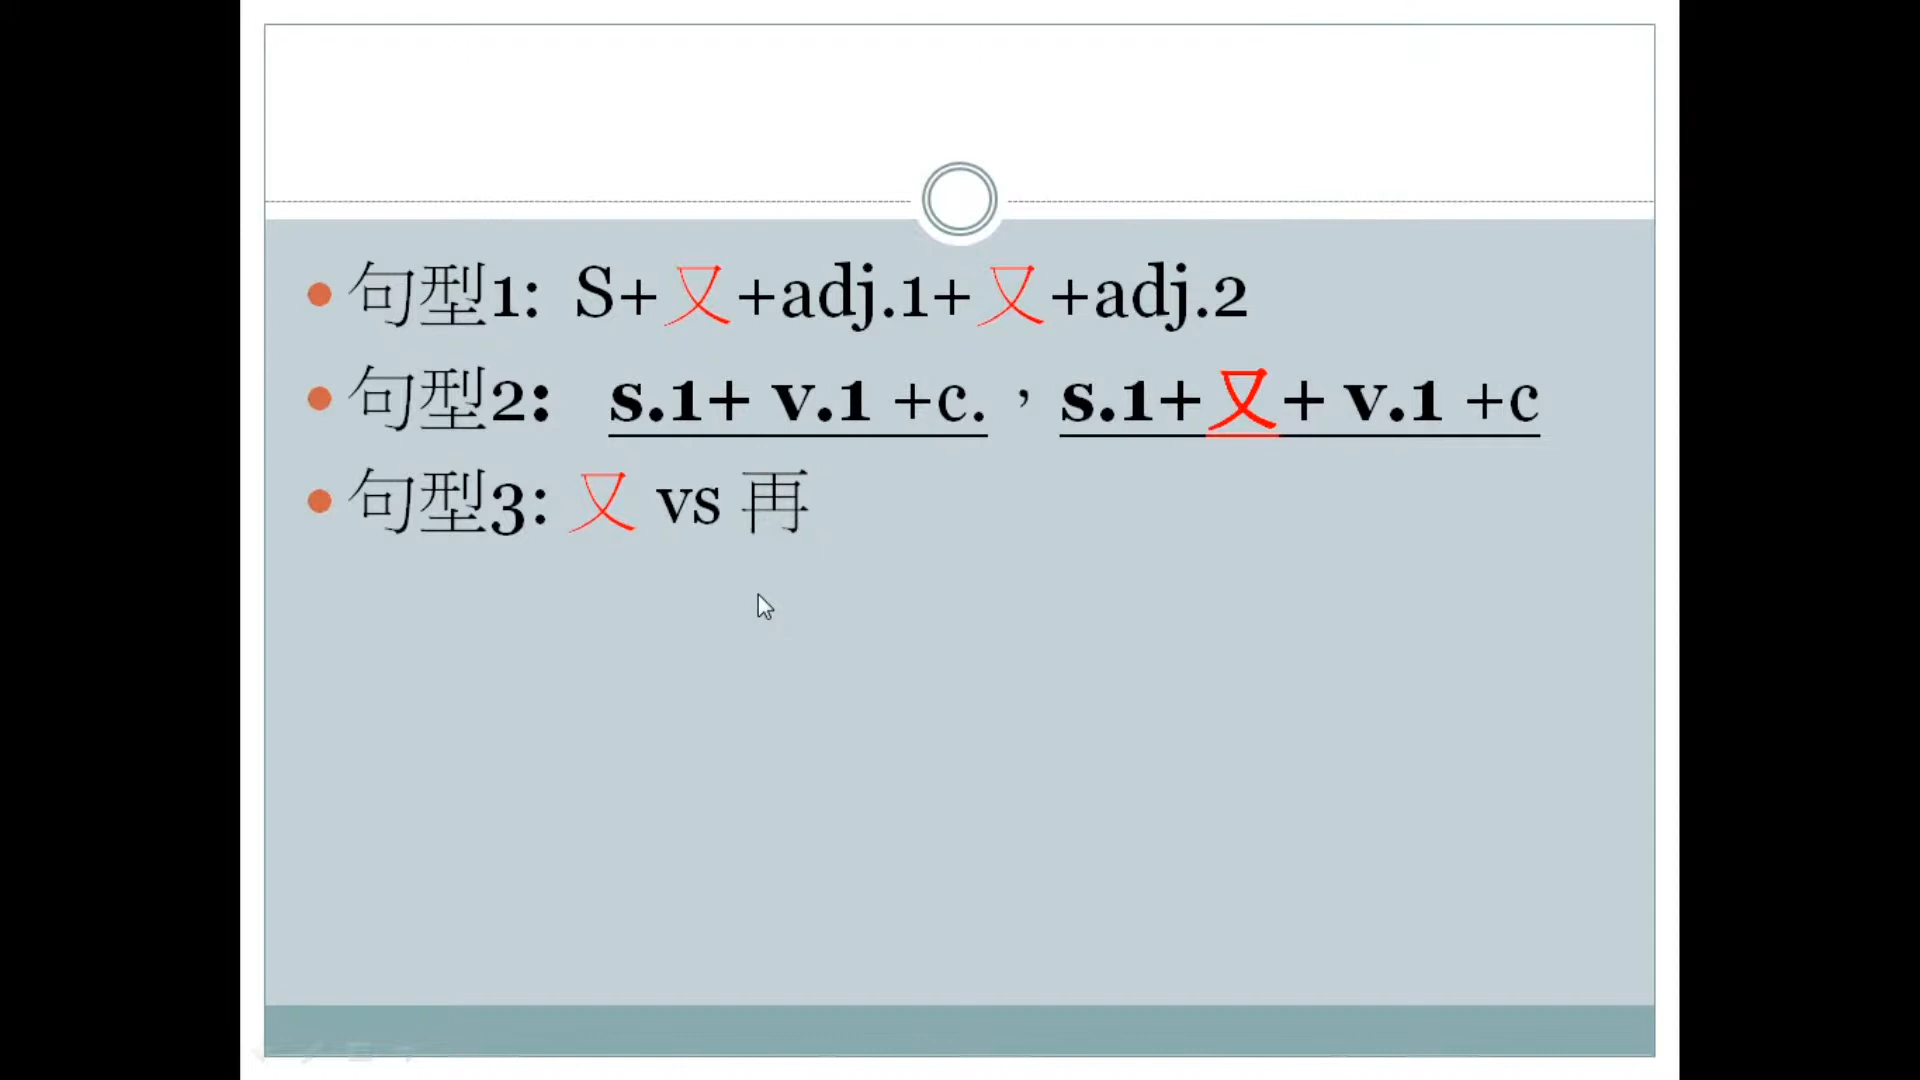 句型1: S+又+adj.1+又+adj.2
句型2: s.1+ v.1 +c.，s.1+又+ v.1 +c
句型3: 又 vs 再